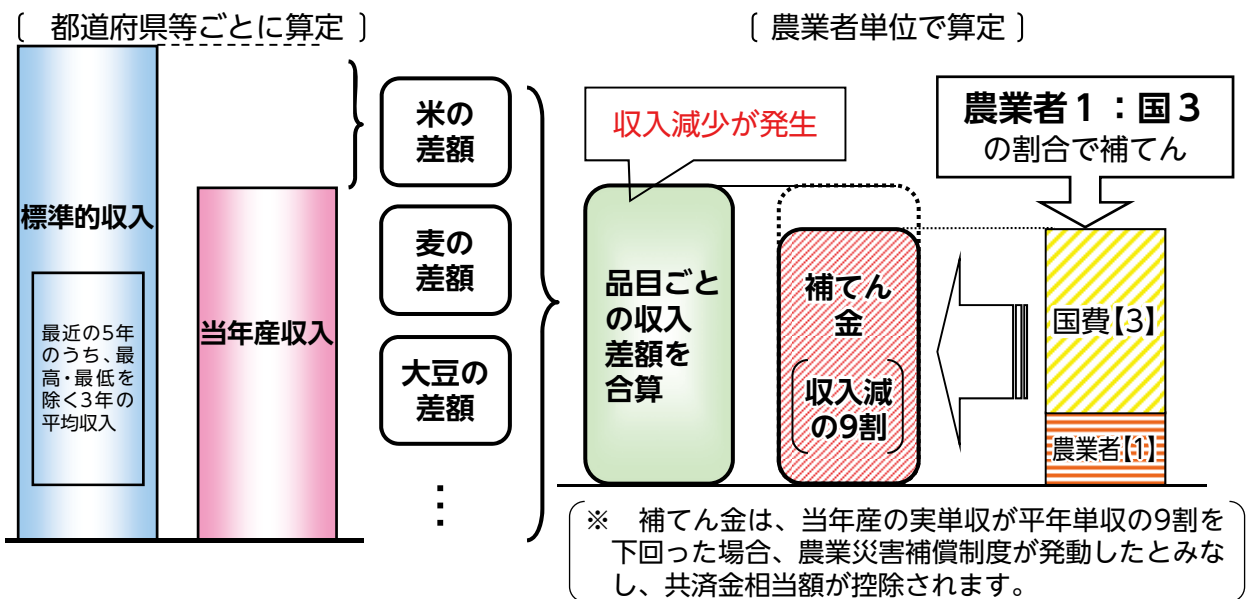 〔 都道府県等ごとに算定 〕
標準的収入
最近の5年
のうち、最
高・最低を
除く3年の
平均収入
当年産収入
米の
差額
麦の
差額
大豆の
差額
⋮
〔 農業者単位で算定 〕
収入減少が発生
品目ごと
の収入
差額を
合算
補てん
金
〔収入減
の9割〕
農業者1：国3
の割合で補てん
国費【3】
農業者【1】
※　補てん金は、当年産の実単収が平年単収の9割を
下回った場合、農業災害補償制度が発動したとみな
し、共済金相当額が控除されます。